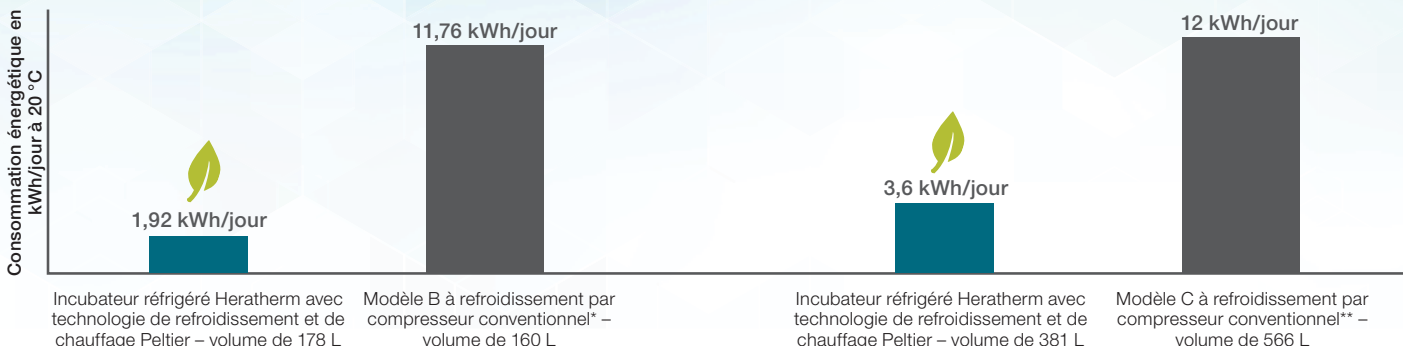 Consommation énergétique en
kWh/jour à 20 °C
1,92 kWh/jour
11,76 kWh/jour
3,6 kWh/jour
12 kWh/jour
Incubateur réfrigéré Heratherm avec
technologie de refroidissement et de
chauffage Peltier – volume de 178 L
Modèle B à refroidissement par
compresseur conventionnel* –
volume de 160 L
Incubateur réfrigéré Heratherm avec
technologie de refroidissement et de
chauffage Peltier – volume de 381 L
Modèle C à refroidissement par
compresseur conventionnel** –
volume de 566 L